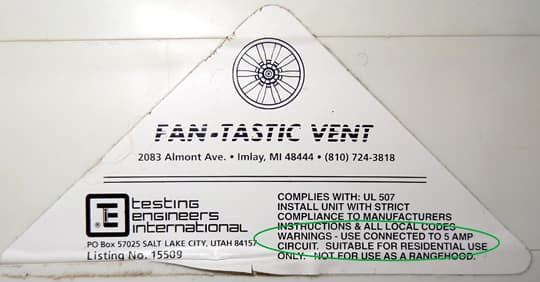 FAN-TASTIC VENT
2083 Almont Ave. • Imlay, MI 48444 • (810) 724-3818
TE
testing
engineers
international
PO Box 57025 SALT LAKE CITY, UTAH 84157
Listing No. 15509
COMPLIES WITH: UL 507
INSTALL UNIT WITH STRICT
COMPLIANCE TO MANUFACTURERS
INSTRUCTIONS & ALL LOCAL CODES
WARNINGS - USE CONNECTED TO 5 AMP
CIRCUIT. SUITABLE FOR RESIDENTIAL USE
ONLY. NOT FOR USE AS A RANGEHOOD.